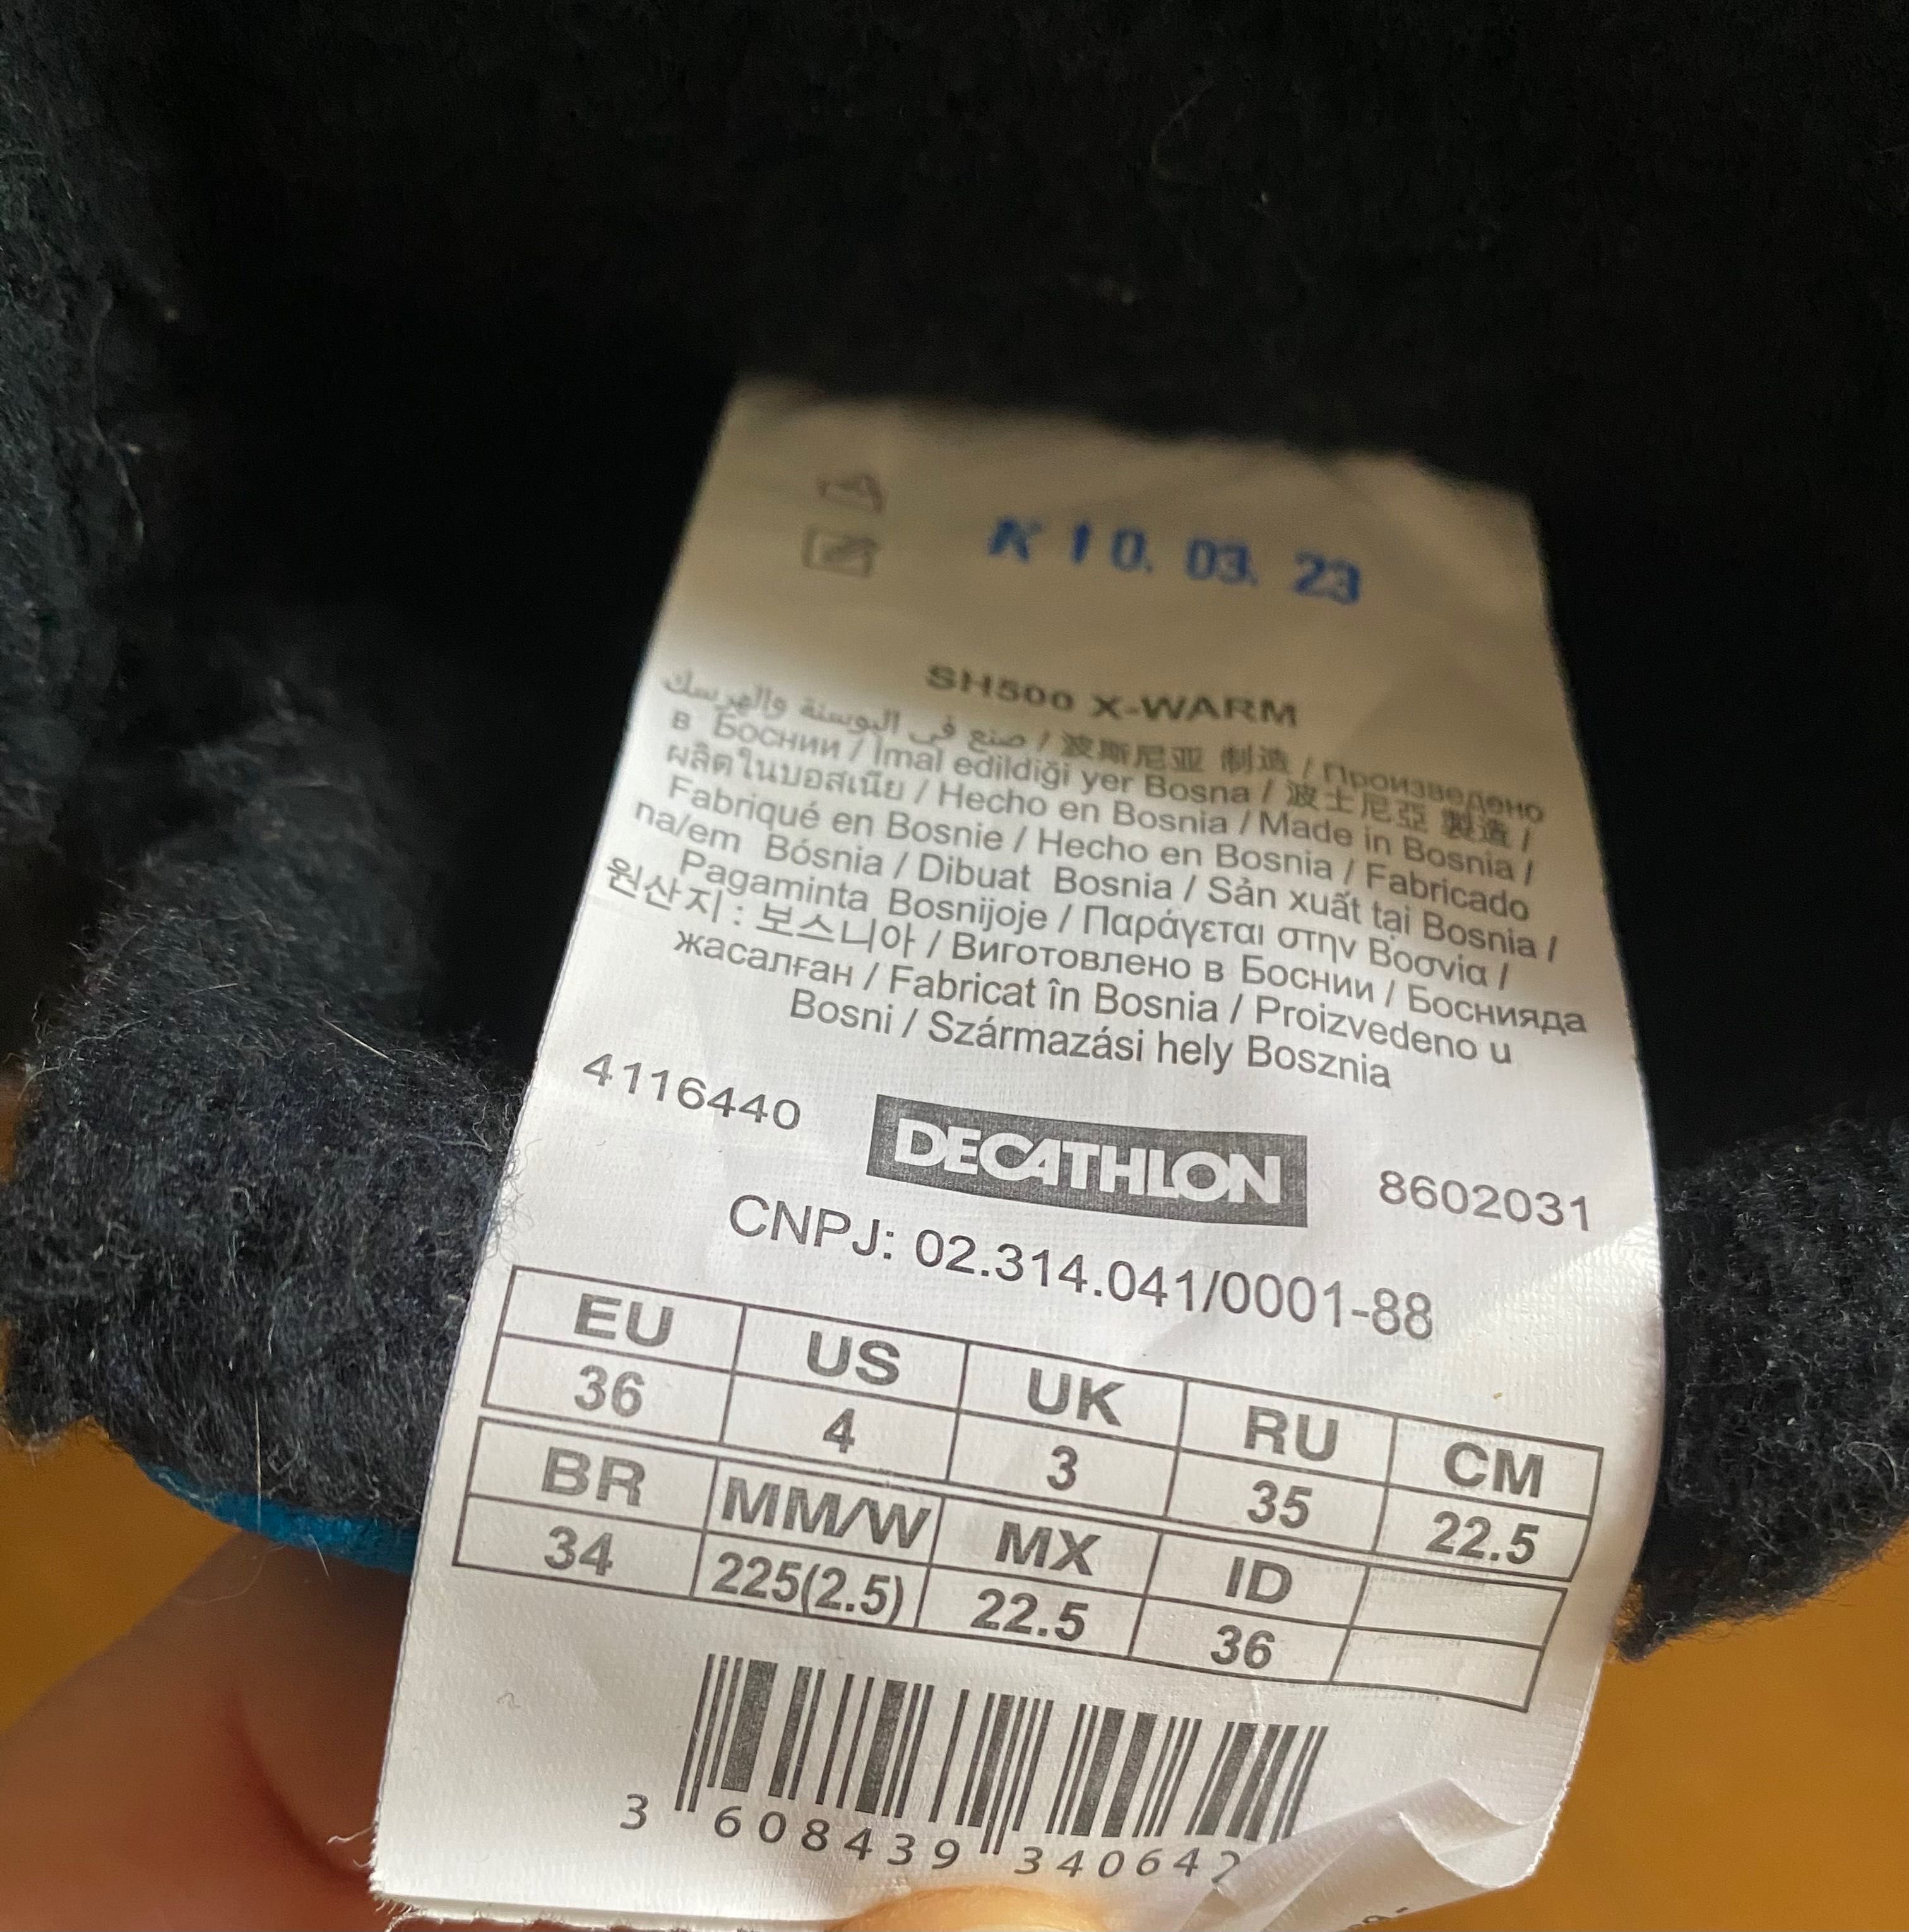 K 10. 03. 23
SH500 X-WARM
صنع في البوسنة والهرسك / 波斯尼亚 制造 / Произведено
в Боснии / İmal edildiği yer Bosna / 波士尼亞 製造 /
ผลิตในบอสเนีย / Hecho en Bosnia / Made in Bosnia /
Fabriqué en Bosnie / Hecho en Bosnia / Fabricado
na/em Bósnia / Dibuat Bosnia / Sản xuất tại Bosnia /
Pagaminta Bosnijoje / Παράγεται στην Βοσνία /
원산지 : 보스니아 / Виготовлено в Боснии / Боснияда
жасалған / Fabricat în Bosnia / Proizvedeno u
Bosni / Származási hely Bosznia
4116440 DECATHLON 8602031
CNPJ: 02.314.041/0001-88
EU US UK RU CM
36 4 3 35 22.5
BR MM/W MX ID
34 225(2.5) 22.5 36
3 608439 340642